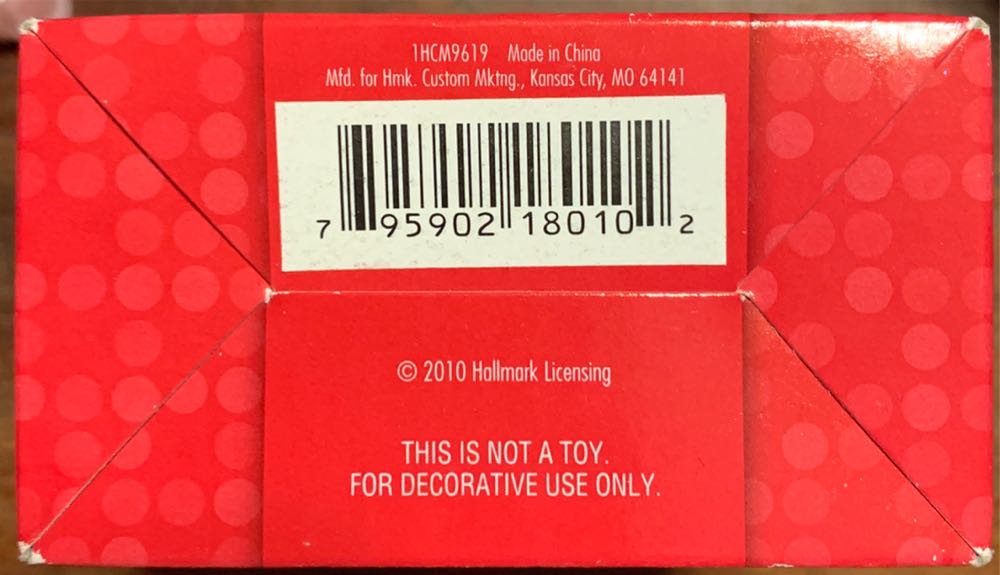 1HCM9619 Made in China
Mfd. for Hmk. Custom Mktng., Kansas City, MO 64141
7 95902 18010 2
© 2010 Hallmark Licensing
THIS IS NOT A TOY.
FOR DECORATIVE USE ONLY.